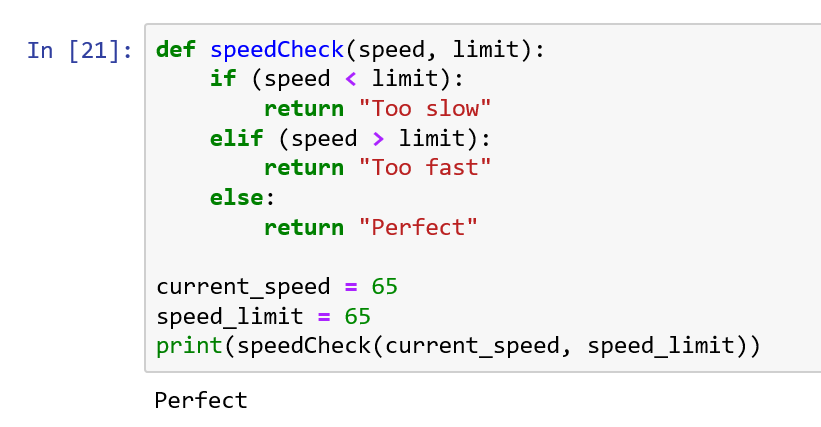 In [21]:
def speedCheck(speed, limit):
    if (speed < limit):
        return "Too slow"
    elif (speed > limit):
        return "Too fast"
    else:
        return "Perfect"

current_speed = 65
speed_limit = 65
print(speedCheck(current_speed, speed_limit))
Perfect